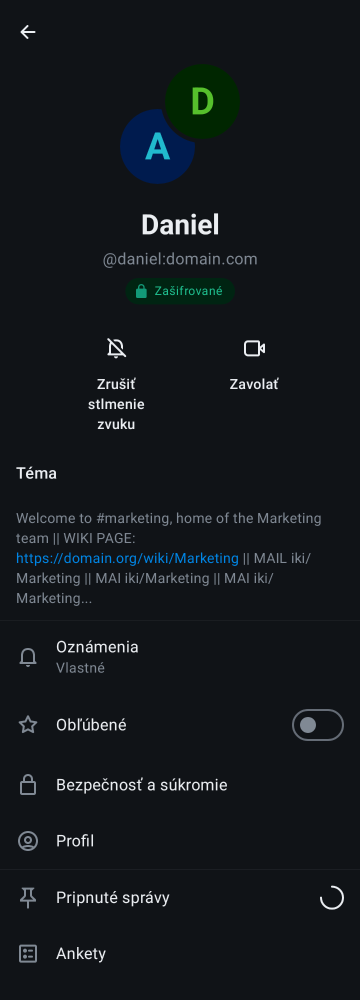 D
A
Daniel
@daniel:domain.com
Zašifrované
Zrušiť
stlmenie
zvuku
Zavolať
Téma
Welcome to #marketing, home of the Marketing
team || WIKI PAGE:
https://domain.org/wiki/Marketing || MAIL iki/
Marketing || MAI iki/Marketing || MAI iki/
Marketing...
Oznámenia
Vlastné
Obľúbené
Bezpečnosť a súkromie
Profil
Pripnuté správy
Ankety